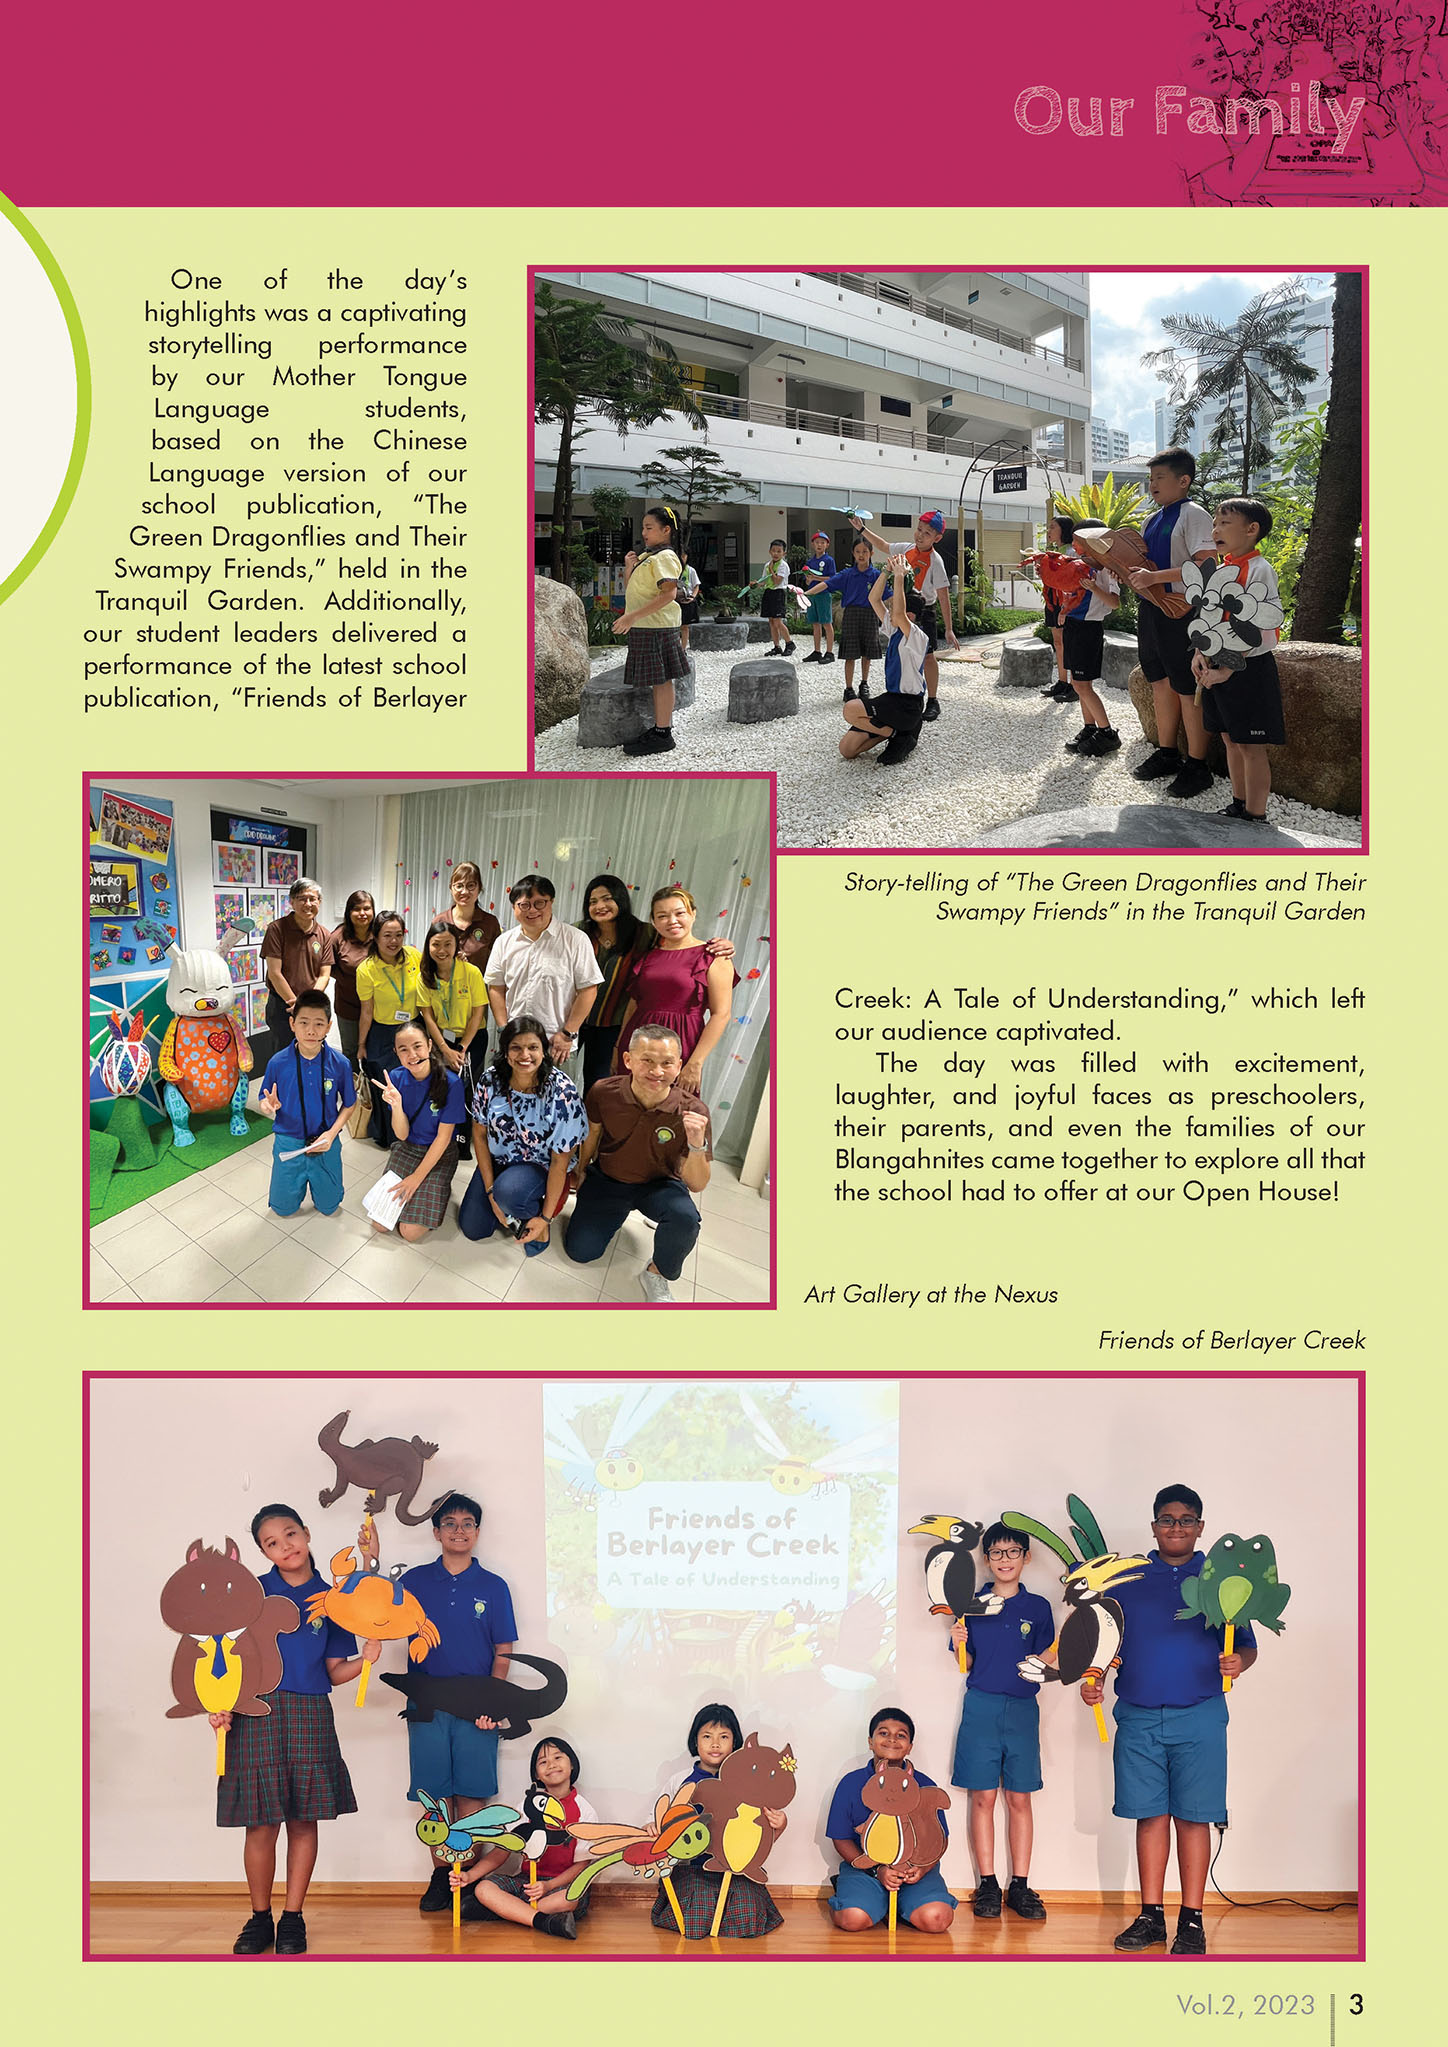 Our Family
One of the day's
highlights was a captivating
storytelling performance
by our Mother Tongue
Language students,
based on the Chinese
Language version of our
school publication, “The
Green Dragonflies and Their
Swampy Friends,” held in the
Tranquil Garden. Additionally,
our student leaders delivered a
performance of the latest school
publication, “Friends of Berlayer
TRANQUIL
GARDEN
BRPS
BRPS
Story-telling of “The Green Dragonflies and Their
Swampy Friends” in the Tranquil Garden
GRID DRAWING
OMERO
RITTO
Creek: A Tale of Understanding,” which left
our audience captivated.
The day was filled with excitement,
laughter, and joyful faces as preschoolers,
their parents, and even the families of our
Blangahnites came together to explore all that
the school had to offer at our Open House!
Art Gallery at the Nexus
Friends of Berlayer Creek
Friends of
Berlayer Creek
A Tale of Understanding
Vol.2, 2023
3